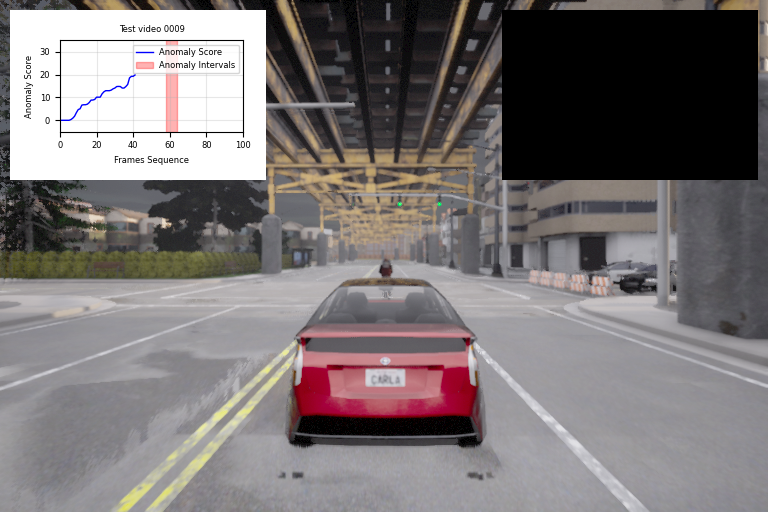 Test video 0009
Anomaly Score
Anomaly Intervals
Anomaly Score
30
20
10
0
0 20 40 60 80 100
Frames Sequence
CARLA